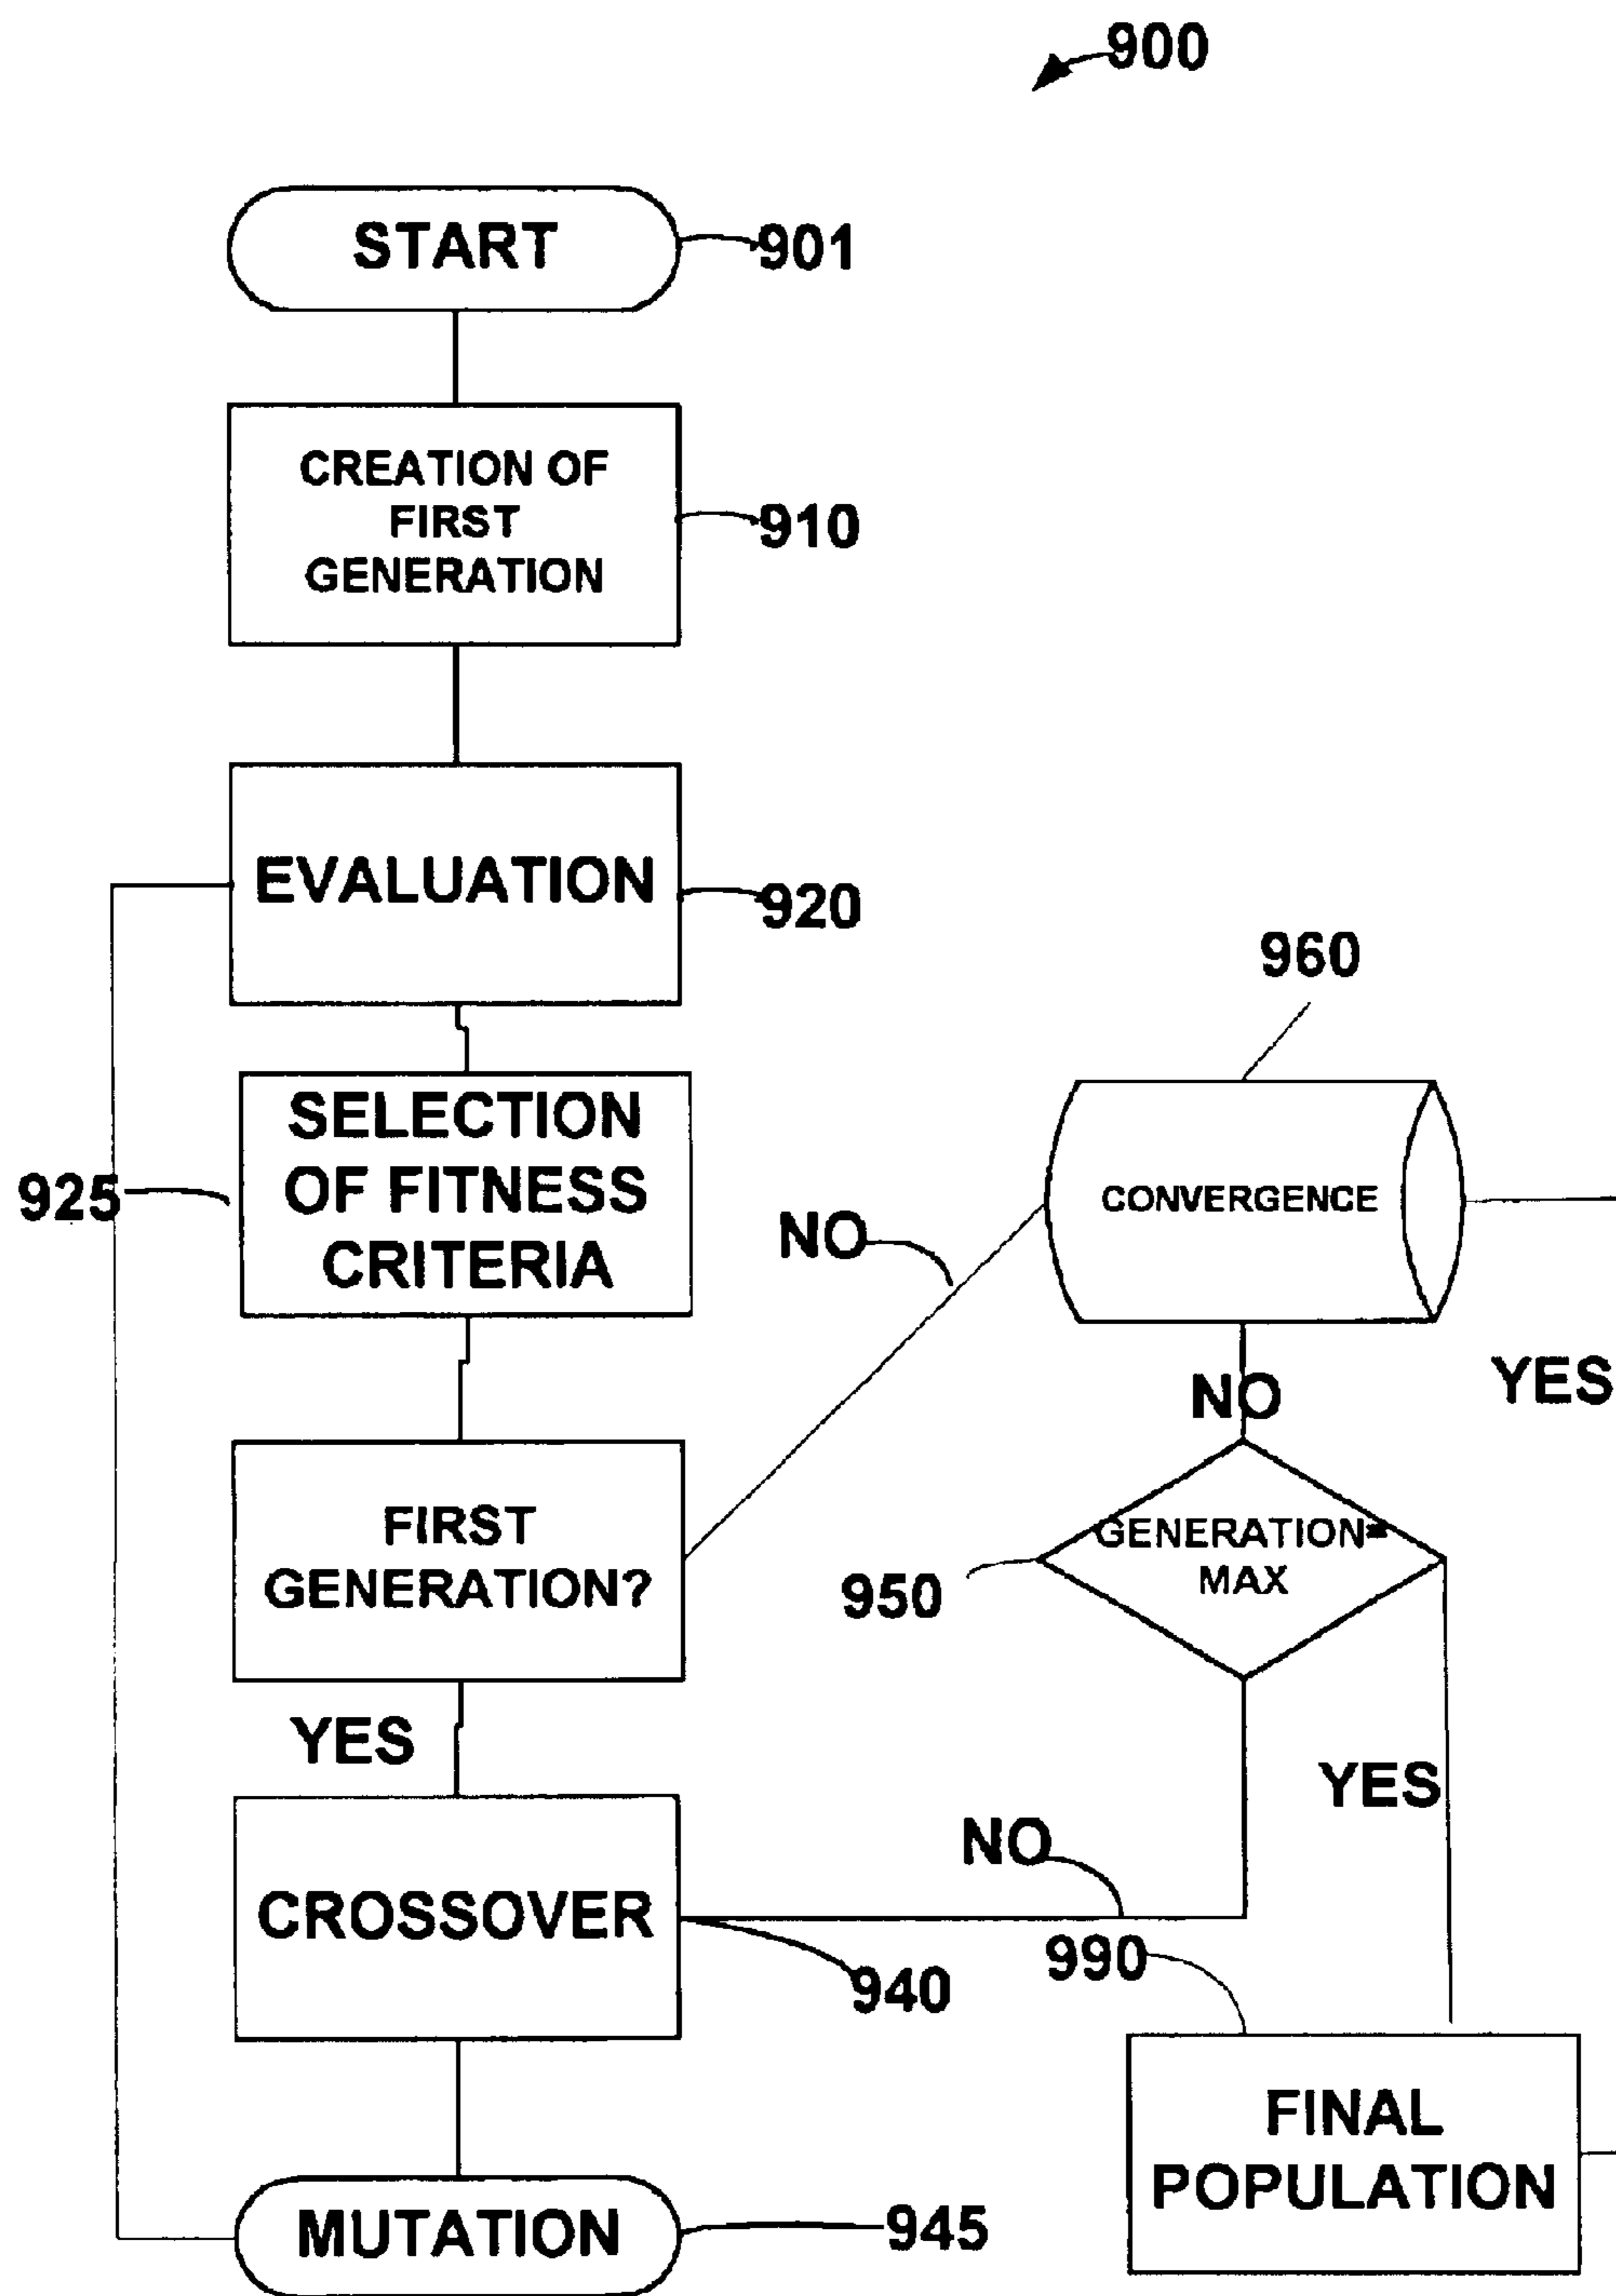 900
START
901
CREATION OF
FIRST
GENERATION
910
EVALUATION
920
960
SELECTION
OF FITNESS
CRITERIA
925
CONVERGENCE
NO
NO
YES
FIRST
GENERATION?
GENERATION=
MAX
950
YES
YES
NO
CROSSOVER
940
990
FINAL
POPULATION
MUTATION
945